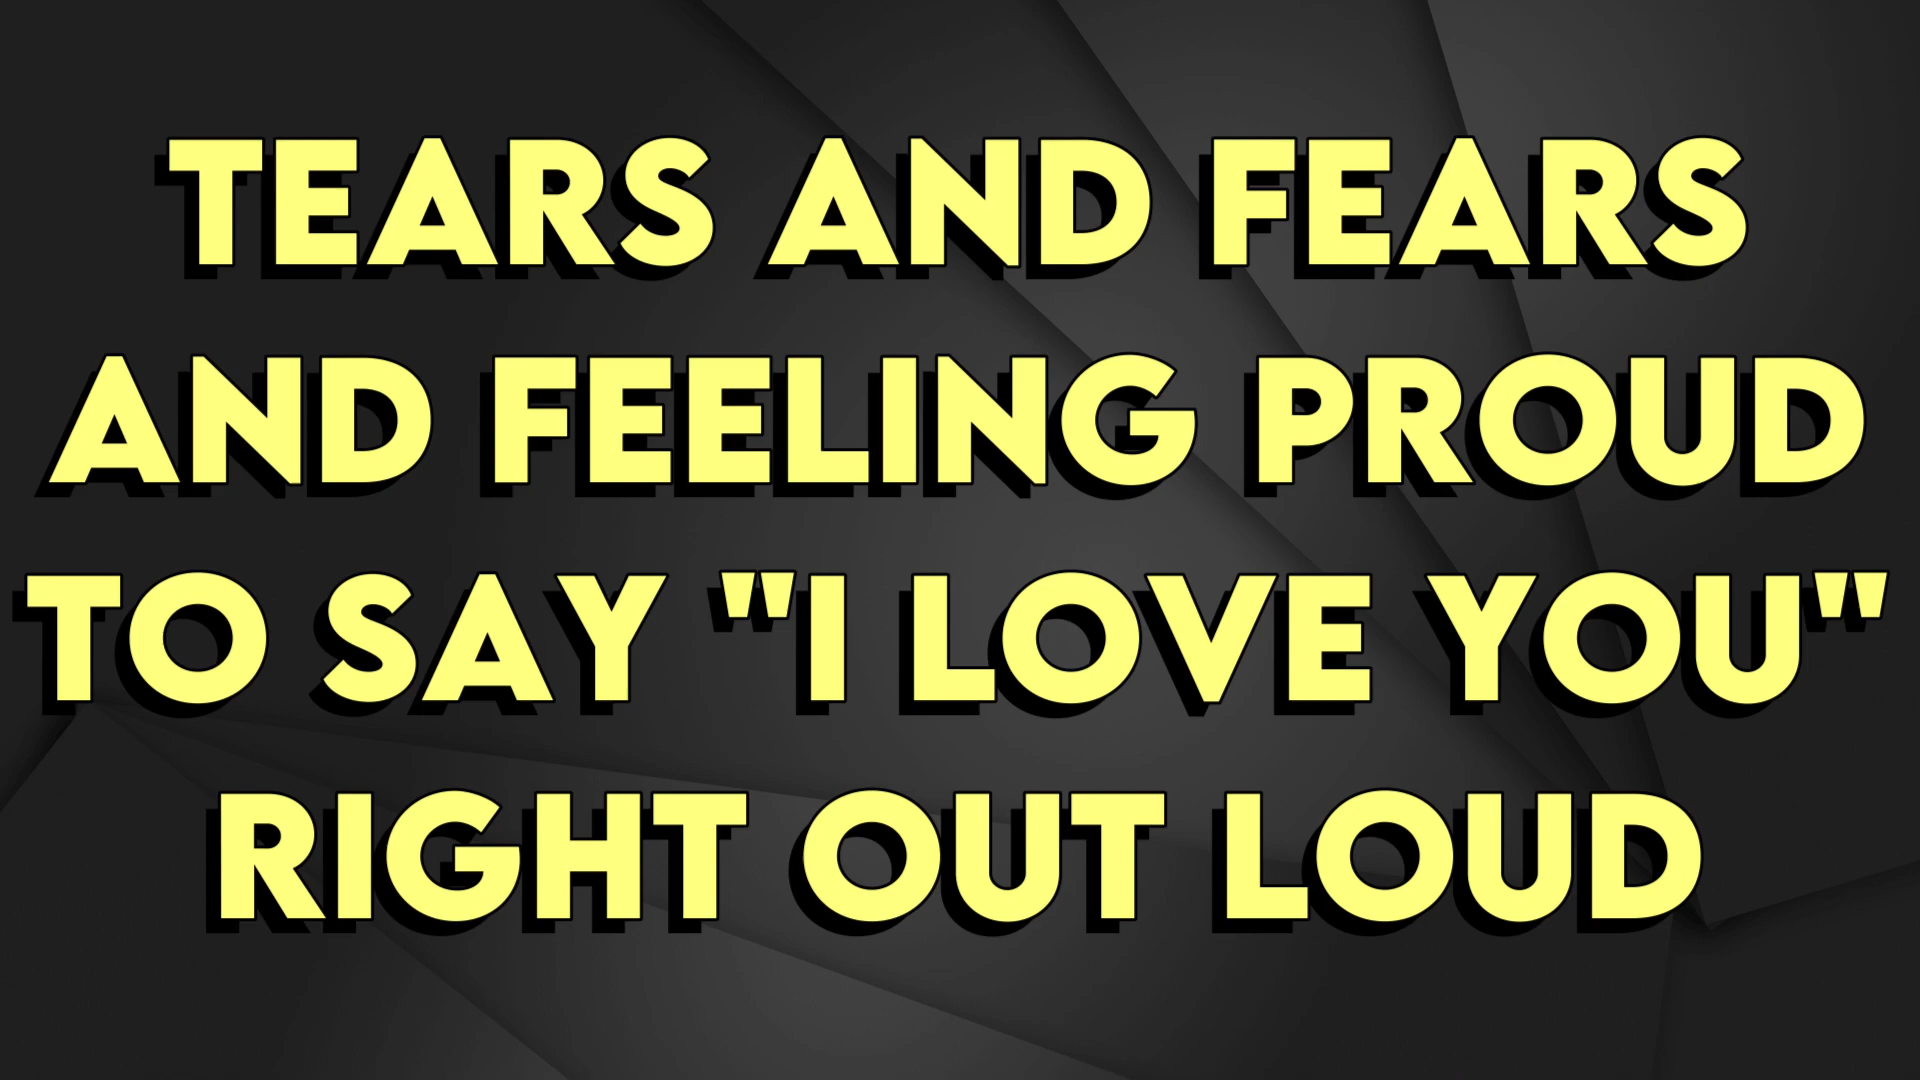 TEARS AND FEARS
AND FEELING PROUD
TO SAY "I LOVE YOU"
RIGHT OUT LOUD